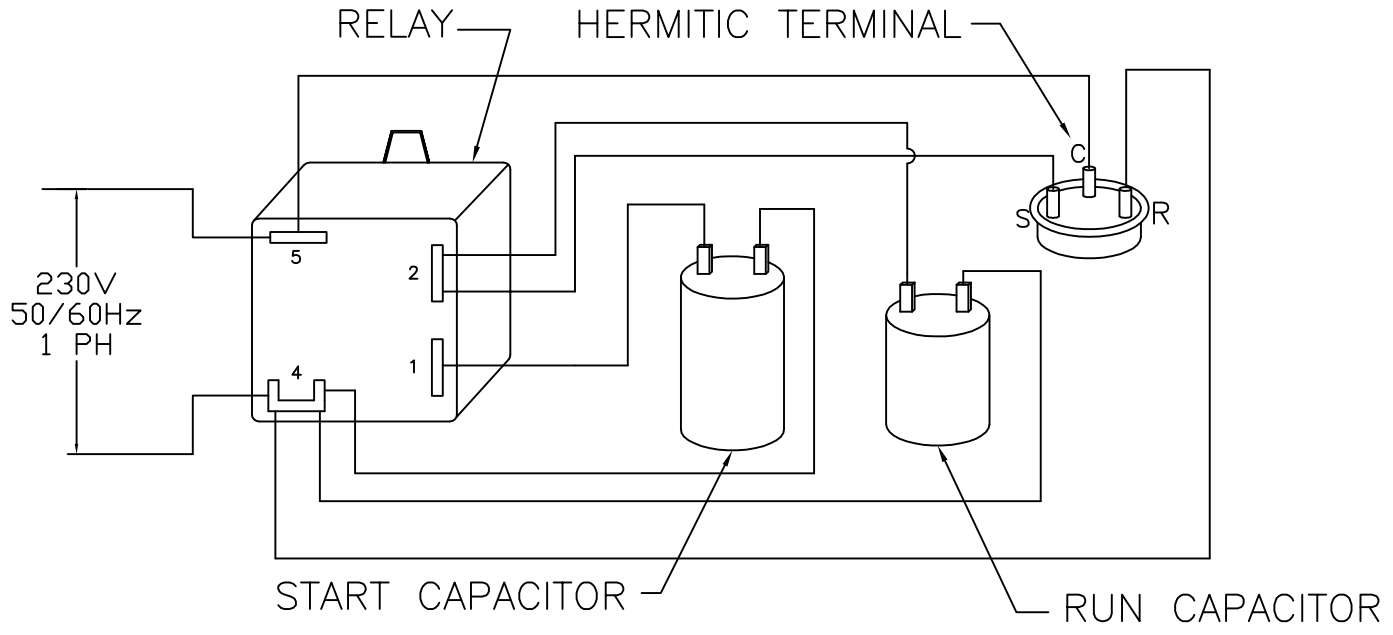 RELAY
HERMITIC TERMINAL
C
S
R
5
2
230V
50/60Hz
1 PH
4
1
START CAPACITOR
RUN CAPACITOR